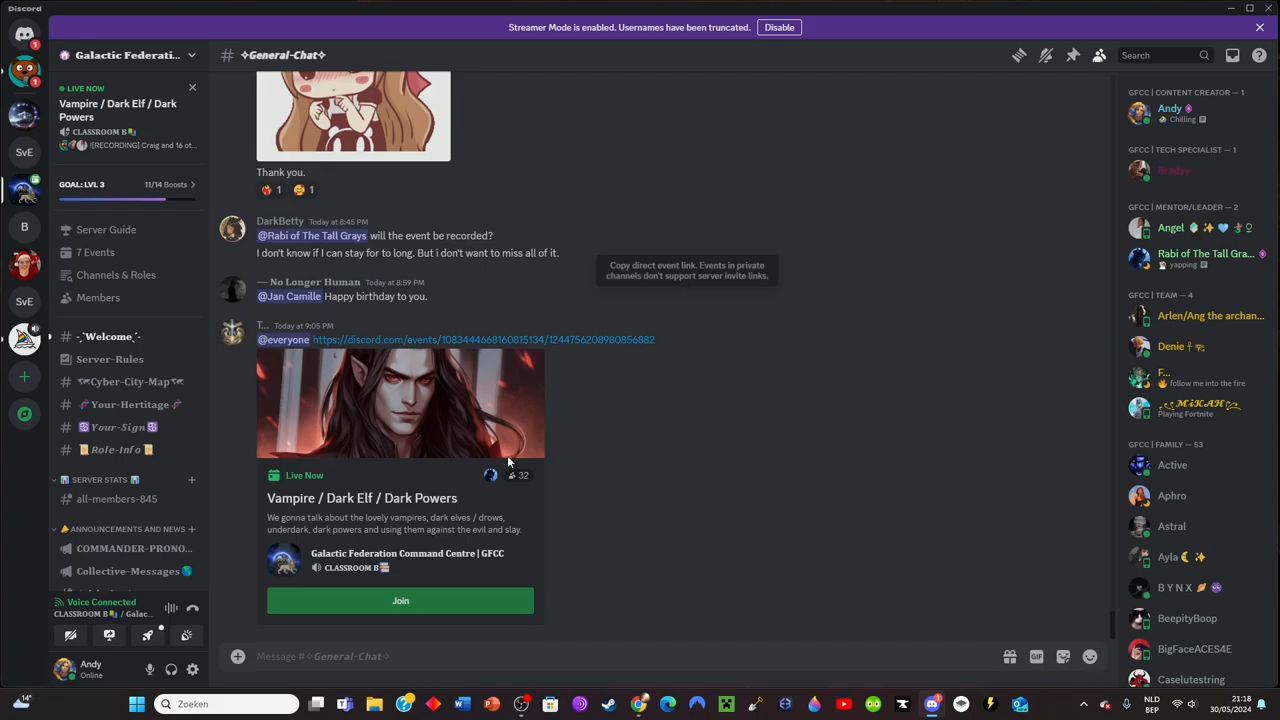 Discord
Streamer Mode is enabled. Usernames have been truncated.
Disable
Galactic Federation...
✧General-Chat✧
Search
LIVE NOW
Vampire / Dark Elf / Dark
Powers
CLASSROOM B
![RECORDING] Craig and 16 ot...
GOAL: LVL 3
11/14 Boosts
Server Guide
7 Events
Channels & Roles
Members
Welcome
Server-Rules
Cyber-City-Map
Your-Hertitage
Your-Sign
Role-Info
SERVER STATS
all-members-845
ANNOUNCEMENTS AND NEWS
COMMANDER-PRONO...
Collective-Messages
Voice Connected
CLASSROOM B / Galac...
Andy
Online
SvE
B
SvE
1
1
Thank you.
1
1
DarkBetty Today at 8:45 PM
@Rabi of The Tall Grays will the event be recorded?
I don't know if I can stay for to long. But i don't want to miss all of it.
Copy direct event link. Events in private
channels don't support server invite links.
— No Longer Human Today at 8:59 PM
@Jan Camille Happy birthday to you.
T... Today at 9:05 PM
@everyone https://discord.com/events/1083444668160815134/1244756208980856882
Live Now
32
Vampire / Dark Elf / Dark Powers
We gonna talk about the lovely vampires, dark elves / drows,
underdark, dark powers and using them against the evil and slay.
Galactic Federation Command Centre | GFCC
CLASSROOM B
Join
Message #✧General-Chat✧
GIF
GFCC | CONTENT CREATOR — 1
Andy
Chilling
GFCC | TECH SPECIALIST — 1
GFCC | MENTOR/LEADER — 2
Angel
Rabi of The Tall Gra...
yapping
GFCC | TEAM — 4
Arlen/Ang the archan...
Denie
F...
follow me into the fire
MiKAH
Playing Fortnite
GFCC | FAMILY — 53
Active
Aphro
Astral
Ayla
B Y N X
BeepityBoop
BigFaceACES4E
Caselutestring
14°
Zoeken
NLD
BEP
21:18
30/05/2024